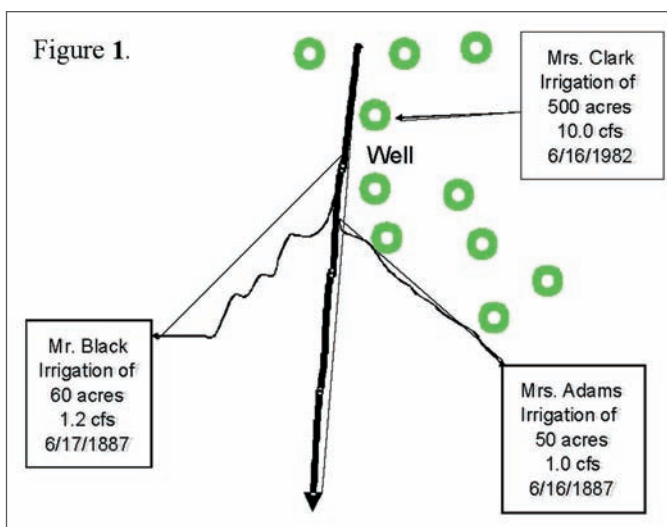 Figure 1.
Mrs. Clark
Irrigation of
500 acres
10.0 cfs
6/16/1982
Well
Mr. Black
Irrigation of
60 acres
1.2 cfs
6/17/1887
Mrs. Adams
Irrigation of
50 acres
1.0 cfs
6/16/1887